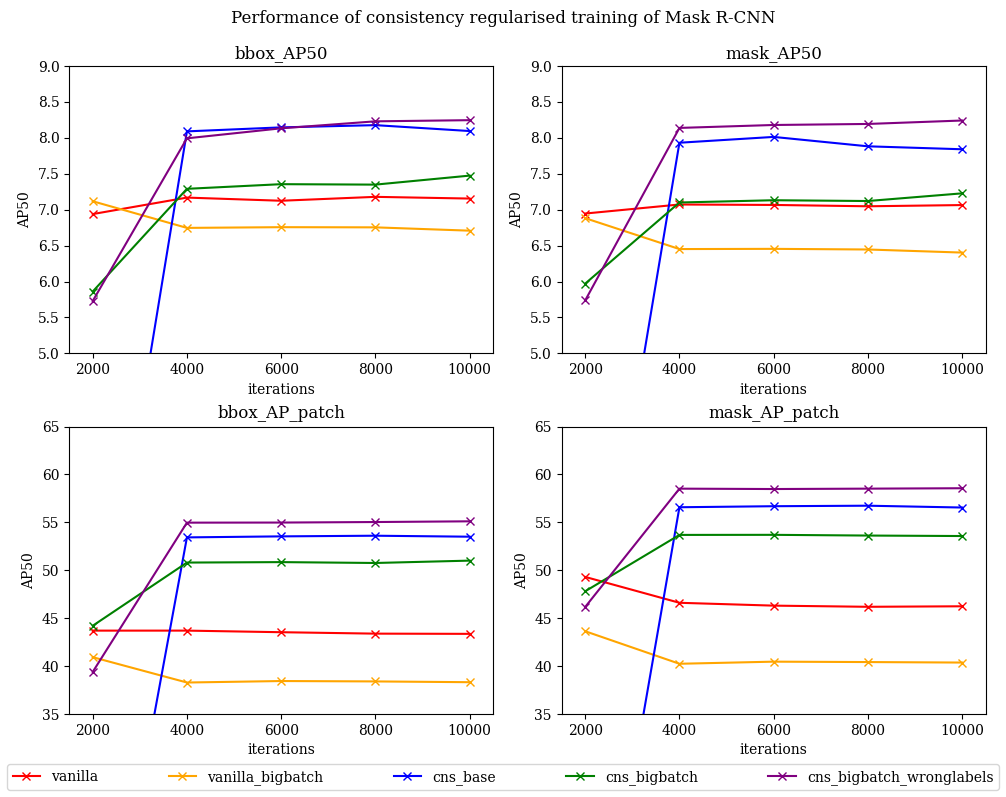 Performance of consistency regularised training of Mask R-CNN
bbox_AP50
9.0
8.5
8.0
7.5
7.0
6.5
6.0
5.5
5.0
AP50
2000 4000 6000 8000 10000
iterations
mask_AP50
9.0
8.5
8.0
7.5
7.0
6.5
6.0
5.5
5.0
AP50
2000 4000 6000 8000 10000
iterations
bbox_AP_patch
65
60
55
50
45
40
35
AP50
2000 4000 6000 8000 10000
iterations
mask_AP_patch
65
60
55
50
45
40
35
AP50
2000 4000 6000 8000 10000
iterations
vanilla vanilla_bigbatch cns_base cns_bigbatch cns_bigbatch_wronglabels